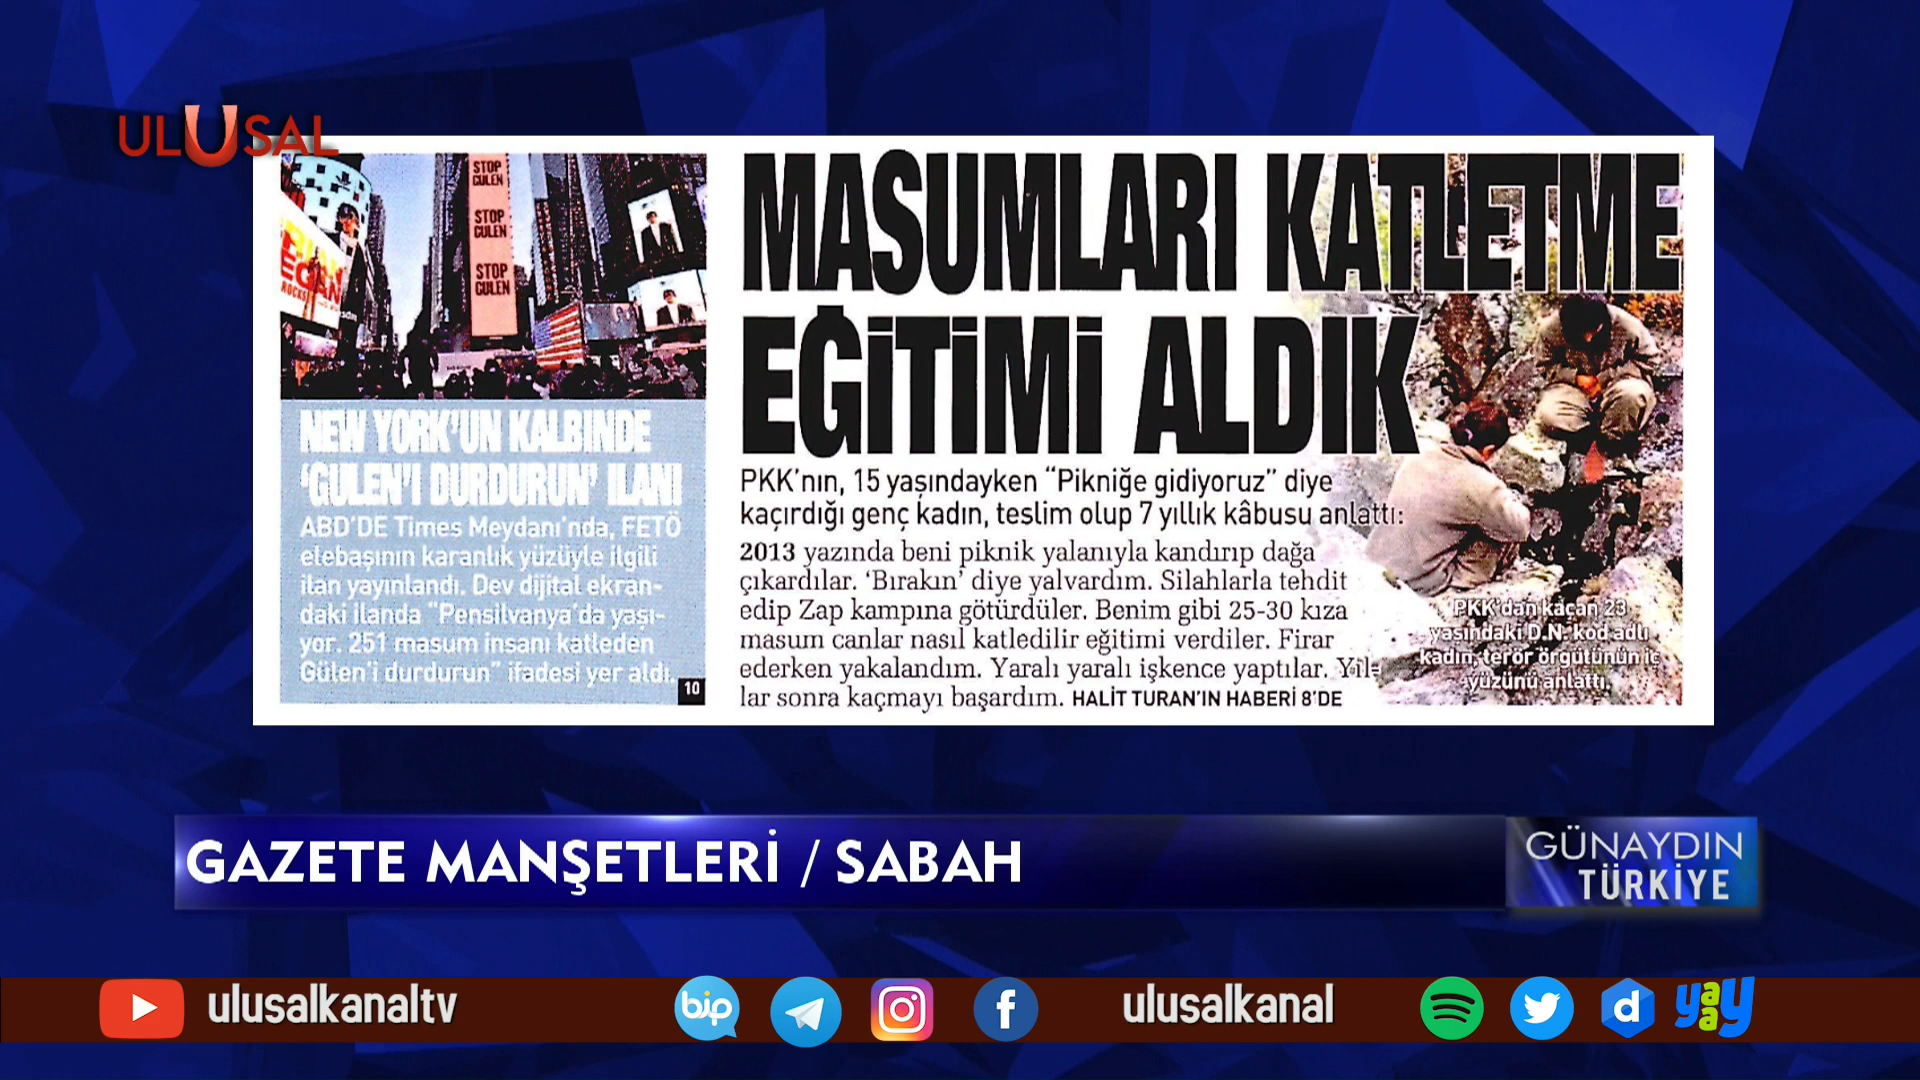 ULUSAL
STOP
GULEN
STOP
GULEN
STOP
GULEN
NEW YORK'UN KALBİNDE
'GÜLEN'İ DURDURUN' İLANI
ABD'DE Times Meydanı'nda, FETÖ
elebaşının karanlık yüzüyle ilgili
ilan yayınlandı. Dev dijital ekran-
daki ilanda "Pensilvanya'da yaşı-
yor. 251 masum insanı katleden
Gülen'i durdurun" ifadesi yer aldı.
10
MASUMLARI KATLETME
EĞİTİMİ ALDIK
PKK'nın, 15 yaşındayken "Pikniğe gidiyoruz" diye
kaçırdığı genç kadın, teslim olup 7 yıllık kâbusu anlattı:
2013 yazında beni piknik yalanıyla kandırıp dağa
çıkardılar. 'Bırakın' diye yalvardım. Silahlarla tehdit
edip Zap kampına götürdüler. Benim gibi 25-30 kıza
masum canlar nasıl katledilir eğitimi verdiler. Firar
ederken yakalandım. Yaralı yaralı işkence yaptılar. Yıl-
lar sonra kaçmayı başardım. HALİT TURAN'IN HABERİ 8'DE
PKK'dan kaçan 23
yaşındaki D.N. kod adlı
kadın, terör örgütünün iç
yüzünü anlattı.
GAZETE MANŞETLERİ / SABAH
GÜNAYDIN
TÜRKİYE
ulusalkanaltv
bip
ulusalkanal
d
yaay